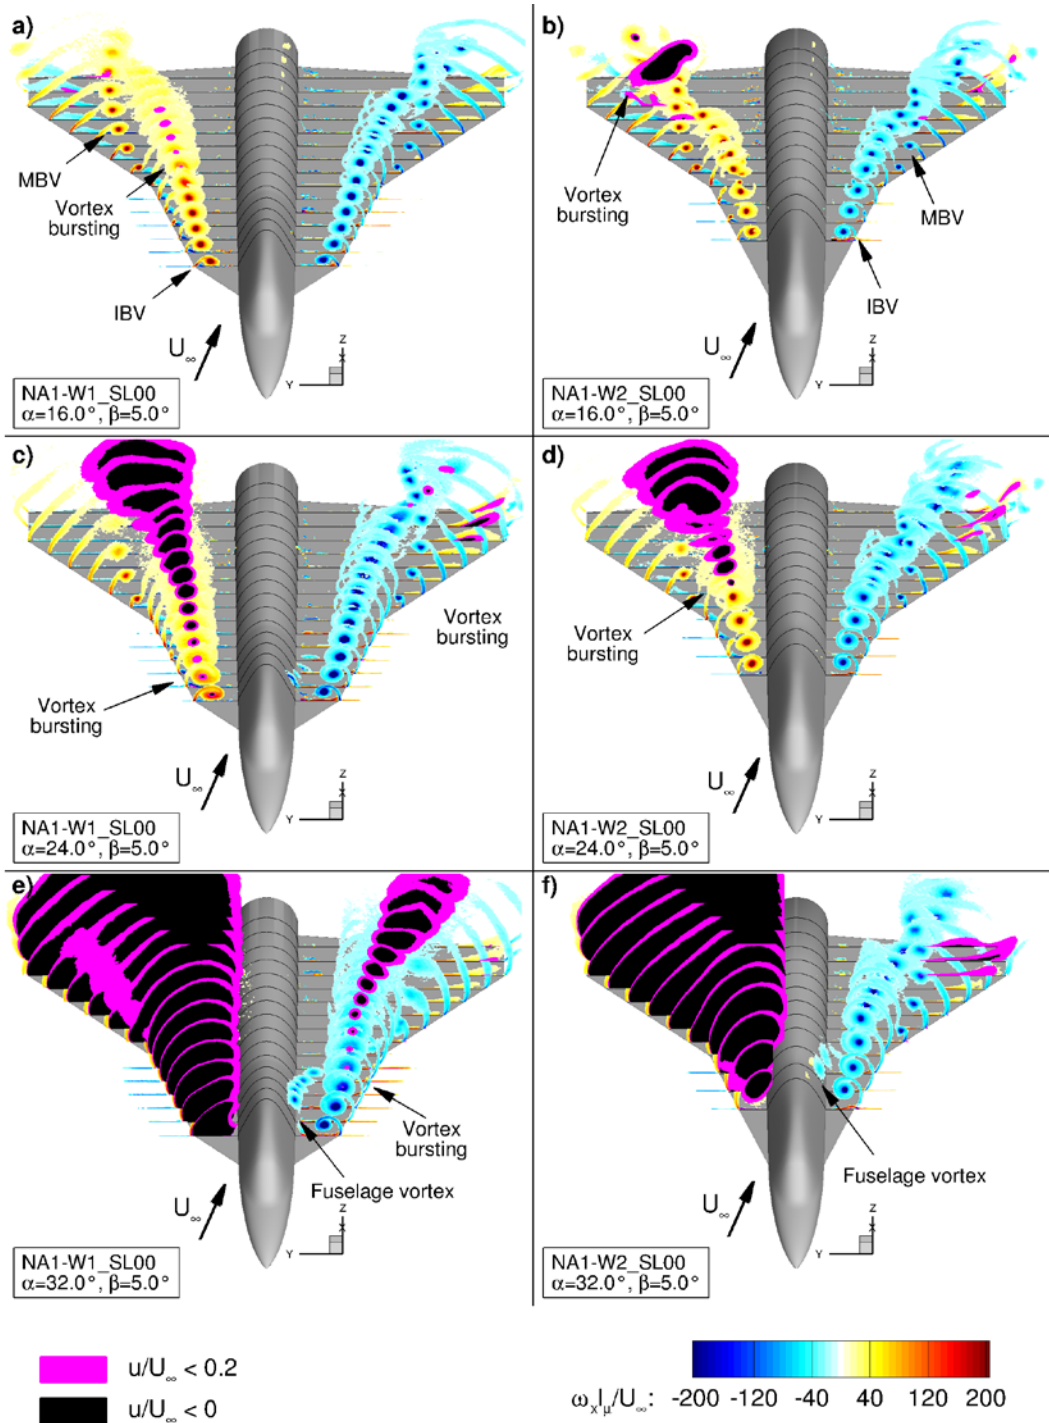 a)
MBV
Vortex
bursting
IBV
U∞
Z
X
Y
NA1-W1_SL00
α=16.0°, β=5.0°
b)
Vortex
bursting
MBV
IBV
U∞
Z
X
Y
NA1-W2_SL00
α=16.0°, β=5.0°
c)
Vortex
bursting
Vortex
bursting
U∞
Z
X
Y
NA1-W1_SL00
α=24.0°, β=5.0°
d)
Vortex
bursting
U∞
Z
X
Y
NA1-W2_SL00
α=24.0°, β=5.0°
e)
Vortex
bursting
Fuselage vortex
U∞
Z
X
Y
NA1-W1_SL00
α=32.0°, β=5.0°
f)
Fuselage vortex
U∞
Z
X
Y
NA1-W2_SL00
α=32.0°, β=5.0°
u/U∞ < 0.2
u/U∞ < 0
ωₓlμ/U∞: -200 -120 -40 40 120 200